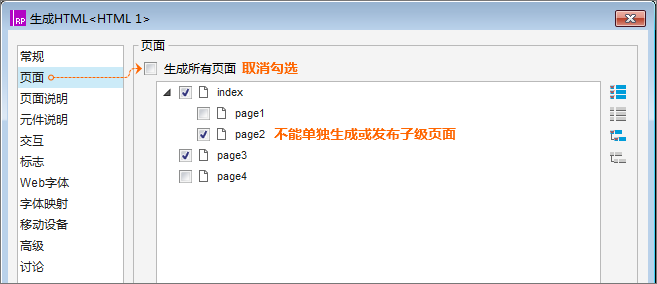 RP 生成HTML<HTML 1>
常规
页面
页面说明
元件说明
交互
标志
Web字体
字体映射
移动设备
高级
讨论
页面
生成所有页面 取消勾选
index
page1
page2 不能单独生成或发布子级页面
page3
page4